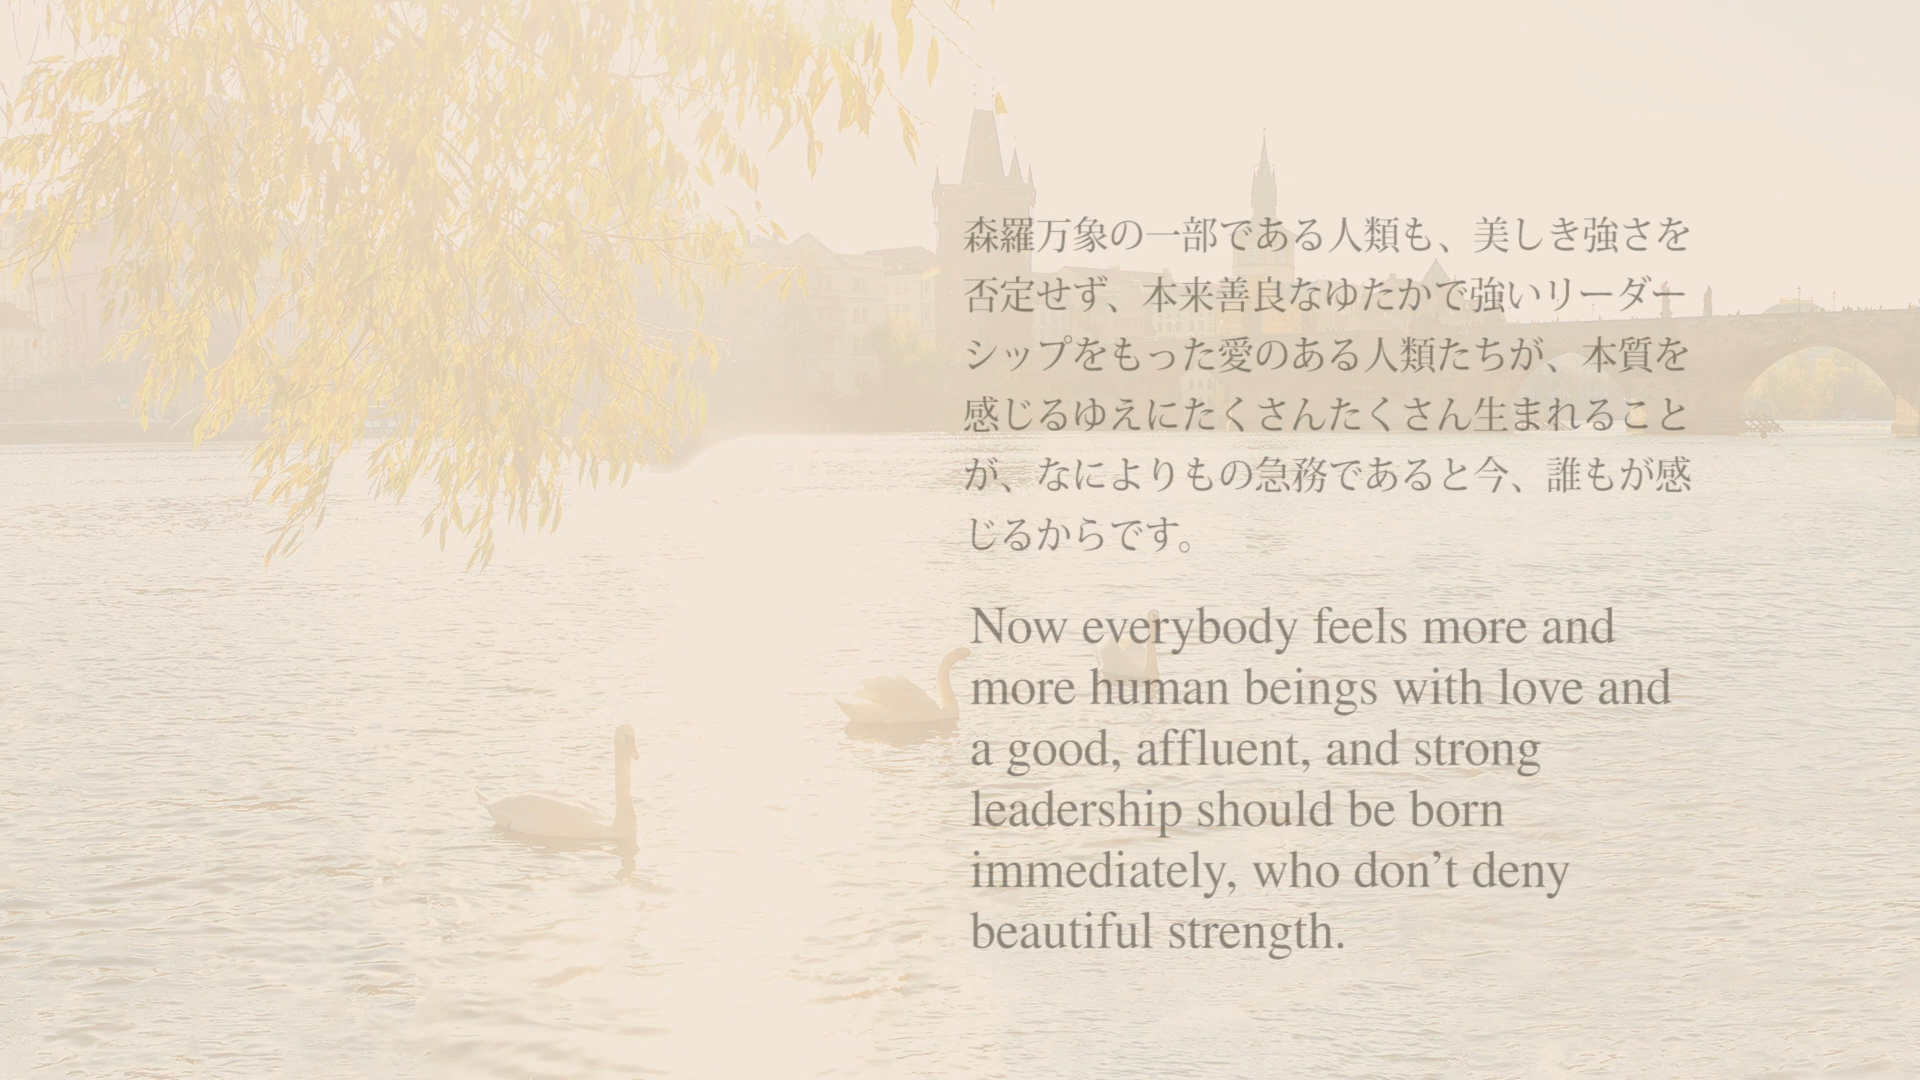 森羅万象の一部である人類も、美しき強さを
否定せず、本来善良なゆたかで強いリーダー
シップをもった愛のある人類たちが、本質を
感じるゆえにたくさんたくさん生まれること
が、なによりもの急務であると今、誰もが感
じるからです。
Now everybody feels more and
more human beings with love and
a good, affluent, and strong
leadership should be born
immediately, who don’t deny
beautiful strength.